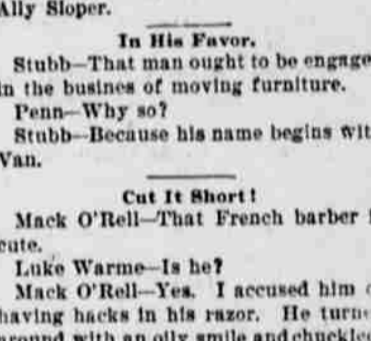 Ally Sloper.
In His Favor.
Stubb—That man ought to be engage
in the busines of moving furniture.
Penn—Why so?
Stubb—Because his name begins wit
Van.
Cut It Short!
Mack O'Rell—That French barber i
cute.
Luke Warme—Is he?
Mack O'Rell—Yes. I accused him o
having hacks in his razor. He turne
around with an oily smile and chuckled